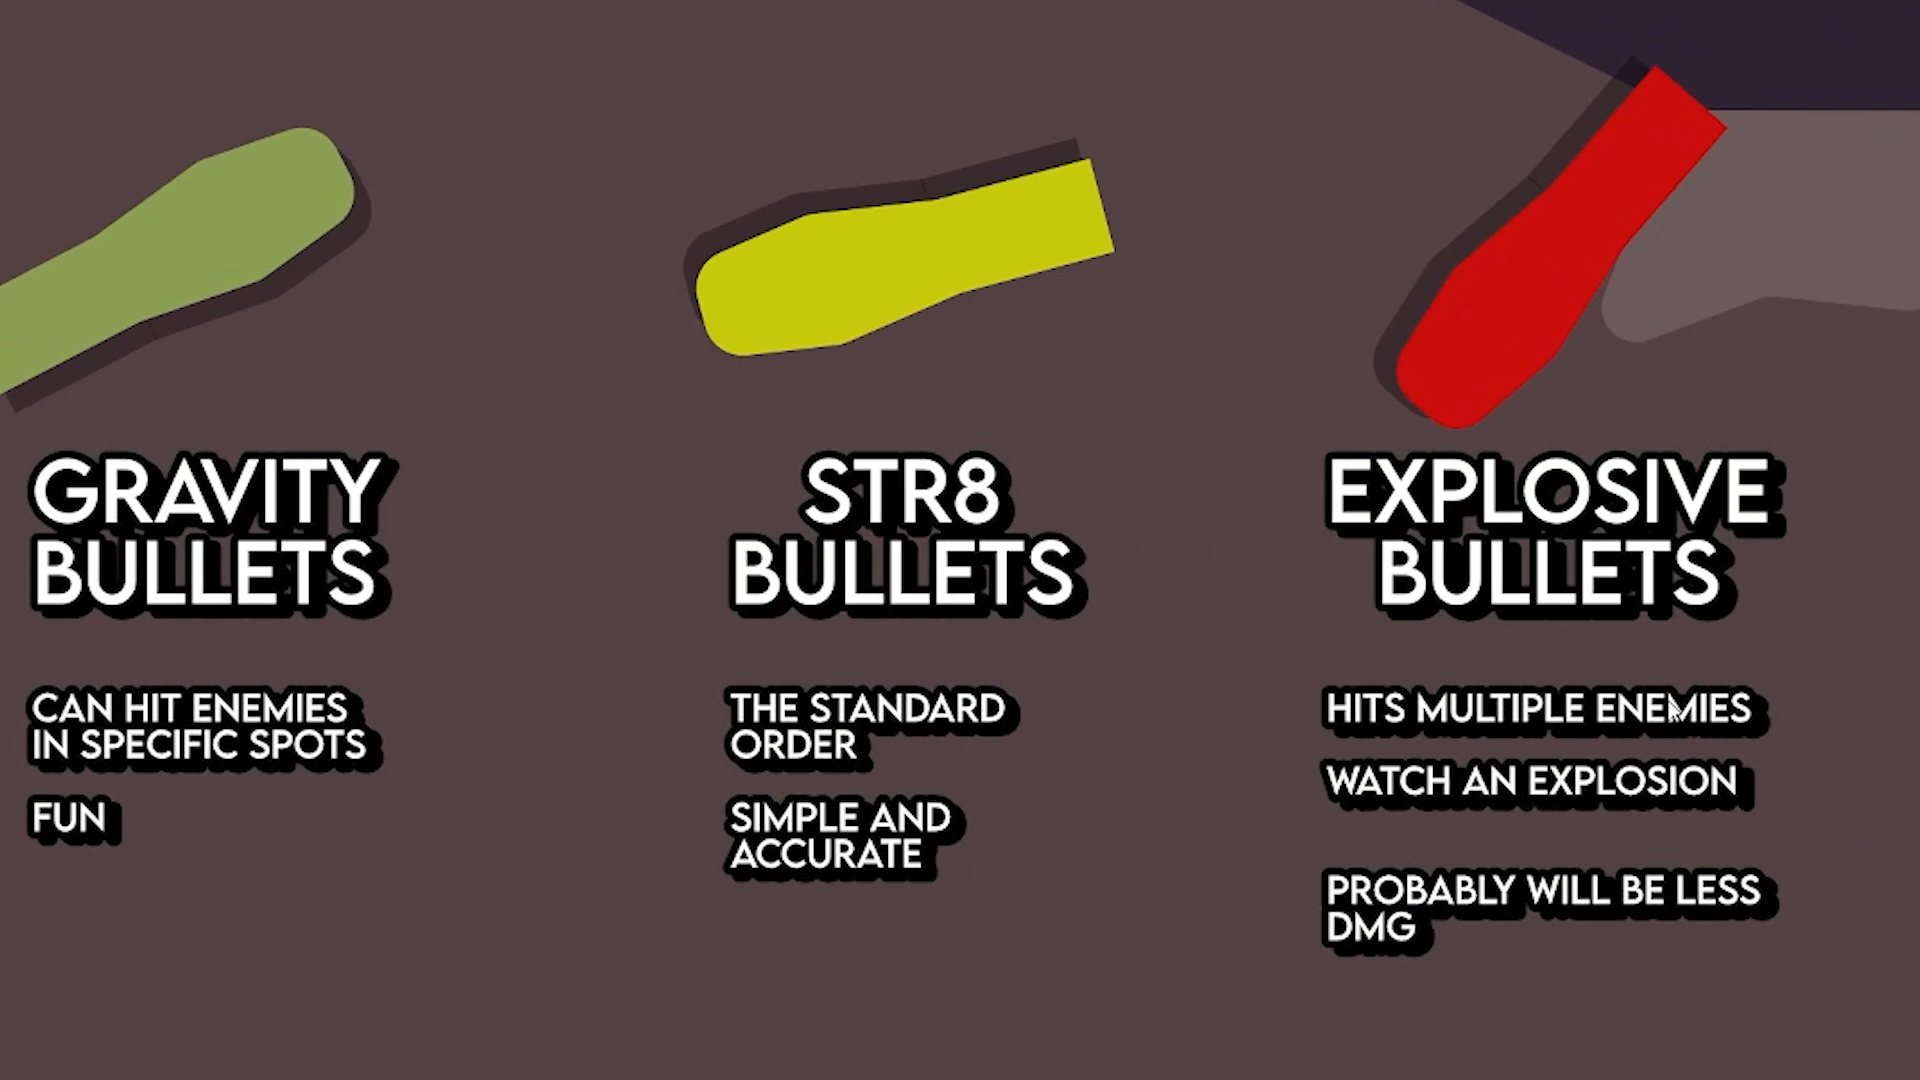 GRAVITY
BULLETS
CAN HIT ENEMIES
IN SPECIFIC SPOTS
FUN
STR8
BULLETS
THE STANDARD
ORDER
SIMPLE AND
ACCURATE
EXPLOSIVE
BULLETS
HITS MULTIPLE ENEMIES
WATCH AN EXPLOSION
PROBABLY WILL BE LESS
DMG